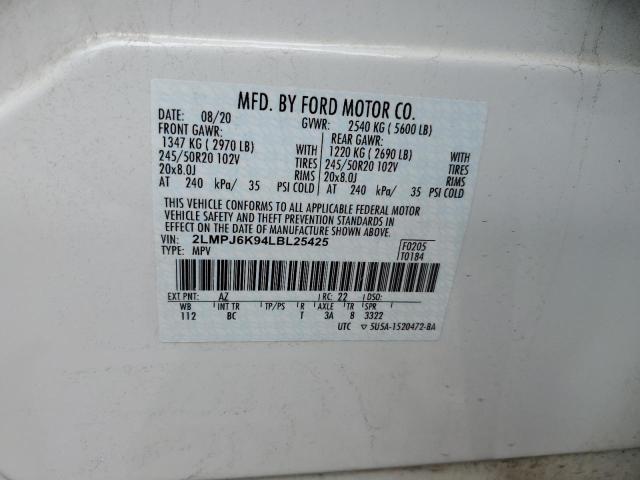 MFD. BY FORD MOTOR CO.
DATE: 08/20 GVWR: 2540 KG ( 5600 LB)
FRONT GAWR: REAR GAWR:
1347 KG ( 2970 LB) 1220 KG ( 2690 LB) WITH
245/50R20 102V TIRES 245/50R20 102V TIRES
20x8.0J RIMS 20x8.0J RIMS
AT 240 kPa/ 35 PSI COLD AT 240 kPa/ 35 PSI COLD
THIS VEHICLE CONFORMS TO ALL APPLICABLE FEDERAL MOTOR
VEHICLE SAFETY AND THEFT PREVENTION STANDARDS IN
EFFECT ON THE DATE OF MANUFACTURE SHOWN ABOVE.
VIN: 2LMPJ6K94LBL25425 F0205
TYPE: MPV T0184
EXT PNT: AZ RC: 22 DSO:
WB INT TR TP/PS R AXLE TR SPR
112 BC 1 3A 8 3322
UTC ▽ 5U5A-1520472-BA